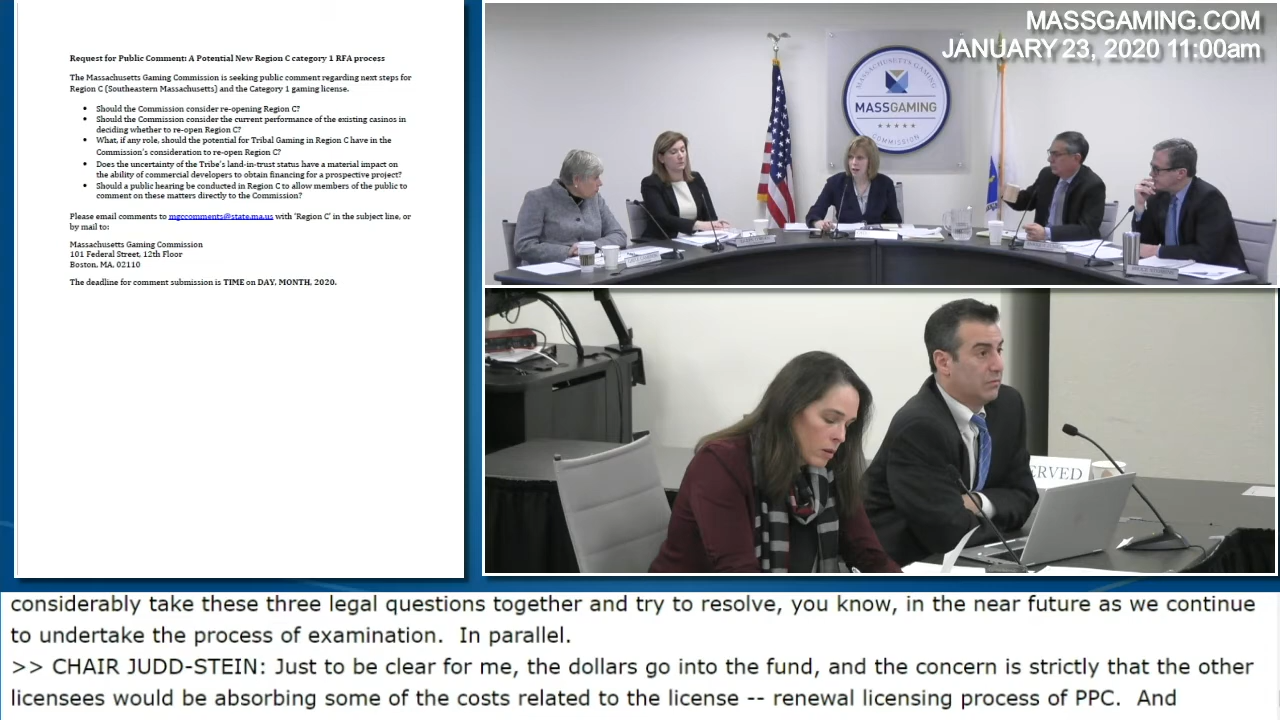 Request for Public Comment: A Potential New Region C category 1 RFA process
The Massachusetts Gaming Commission is seeking public comment regarding next steps for
Region C (Southeastern Massachusetts) and the Category 1 gaming license.
• Should the Commission consider re-opening Region C?
• Should the Commission consider the current performance of the existing casinos in
deciding whether to re-open Region C?
• What, if any role, should the potential for Tribal Gaming in Region C have in the
Commission's consideration to re-open Region C?
• Does the uncertainty of the Tribe's land-in-trust status have a material impact on
the ability of commercial developers to obtain financing for a prospective project?
• Should a public hearing be conducted in Region C to allow members of the public to
comment on these matters directly to the Commission?
Please email comments to mgccomments@state.ma.us with 'Region C' in the subject line, or
by mail to:
Massachusetts Gaming Commission
101 Federal Street, 12th Floor
Boston, MA, 02110
The deadline for comment submission is TIME on DAY, MONTH, 2020.
MASSGAMING.COM
JANUARY 23, 2020 11:00am
MASSACHUSETTS GAMING
MASSGAMING
COMMISSION
ERVED
considerably take these three legal questions together and try to resolve, you know, in the near future as we continue
to undertake the process of examination. In parallel.
>> CHAIR JUDD-STEIN: Just to be clear for me, the dollars go into the fund, and the concern is strictly that the other
licensees would be absorbing some of the costs related to the license -- renewal licensing process of PPC. And